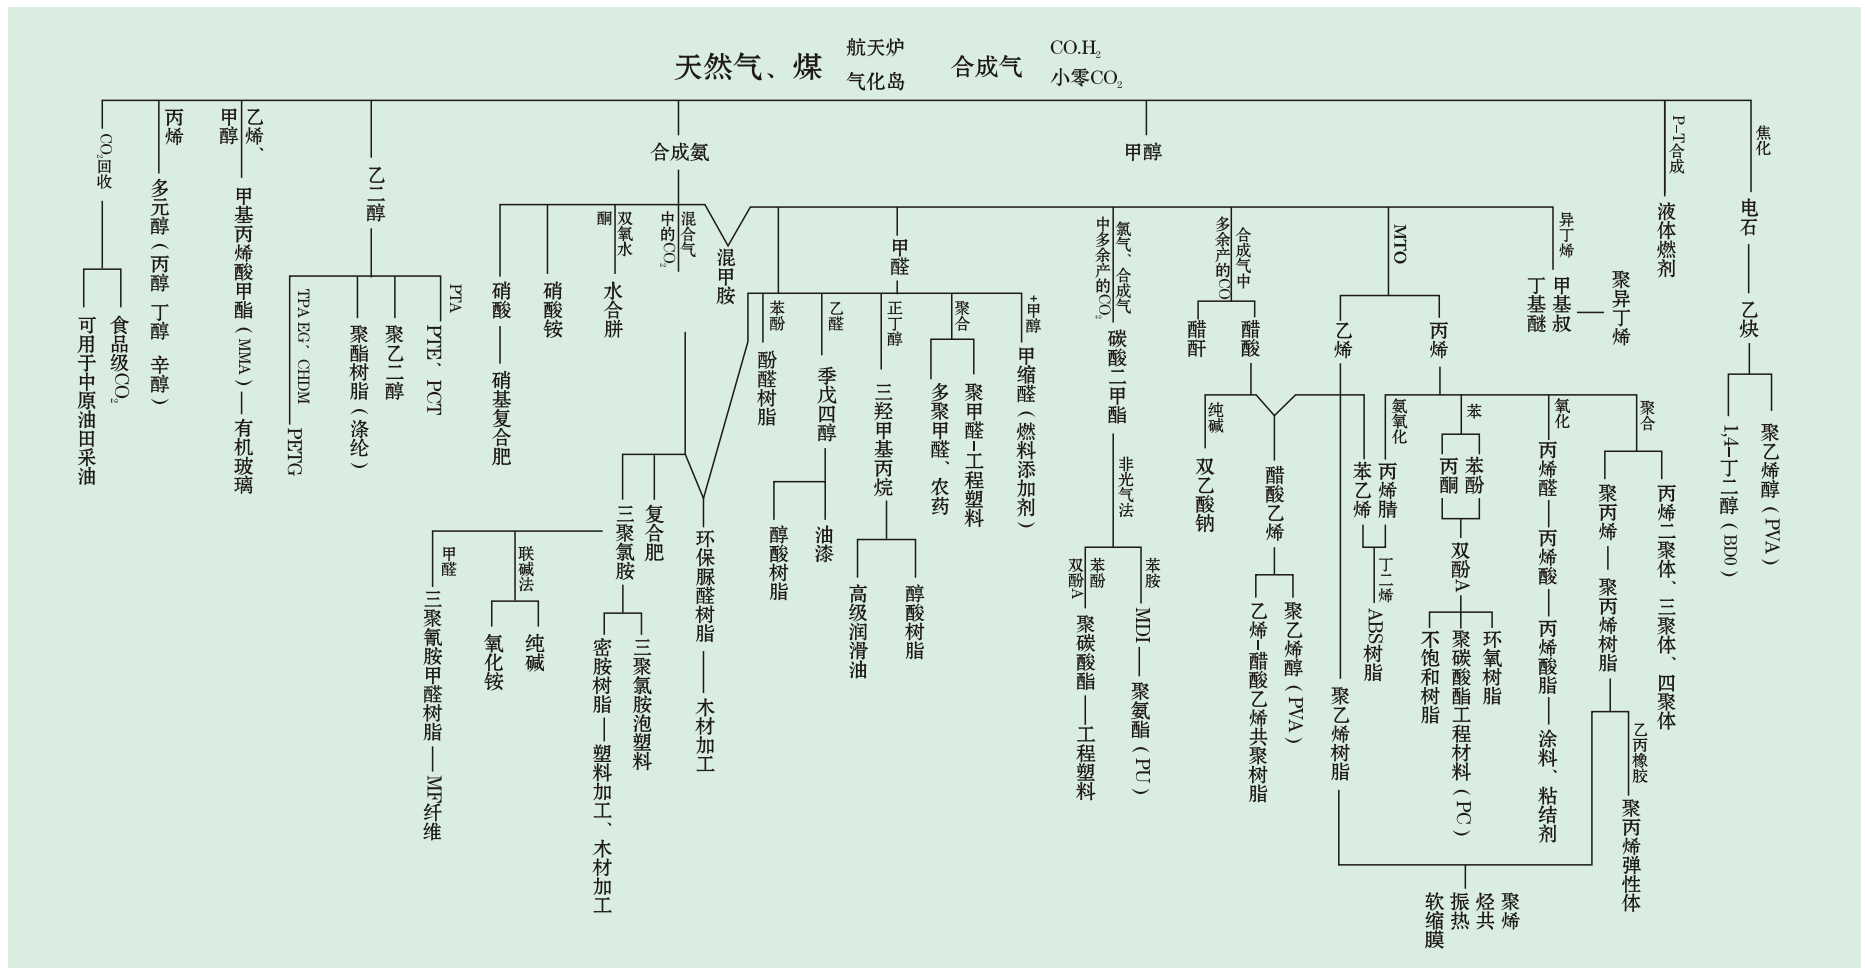 天然气、煤
航天炉
气化岛
合成气
CO.H₂
小零CO₂
CO₂回收
可用于中原油田采油
食品级CO₂
丙烯
多元醇（丙醇 丁醇 辛醇）
乙烯、
甲醇
甲基丙烯酸甲酯（MMA）
有机玻璃
乙二醇
TPA EG、CHDM
PETG
聚酯树脂（涤纶）
聚乙二醇
PTA
PTE、PCT
合成氨
硝酸
硝基复合肥
硝酸铵
双氧水
酮
水合肼
混合气
中的CO₂
混甲胺
三聚氯胺
复合肥
甲醛
三聚氰胺甲醛树脂
MF纤维
联碱法
氧化铵
纯碱
密胺树脂
塑料加工、木材加工
三聚氯胺泡塑料
环保脲醛树脂
木材加工
甲醇
甲醛
苯酚
酚醛树脂
乙醛
季戊四醇
醇酸树脂
油漆
正丁醇
三羟甲基丙烷
高级润滑油
醇酸树脂
聚合
多聚甲醛、农药
聚甲醛-工程塑料
+甲醇
甲缩醛（燃料添加剂）
氯气、合成气
中多余产的CO₂
碳酸二甲酯
非光气法
苯酚
双酚A
聚碳酸酯
工程塑料
苯胺
MDI
聚氨酯（PU）
合成气中
多余产的CO
醋酐
醋酸
纯碱
双乙酸钠
醋酸乙烯
乙烯-醋酸乙烯共聚树脂
聚乙烯醇（PVA）
MTO
乙烯
聚乙烯树脂
苯乙烯
丙烯
氨氧化
丙烯腈
丁二烯
ABS树脂
苯
丙酮
苯酚
双酚A
不饱和树脂
聚碳酸酯工程材料（PC）
环氧树脂
氧化
丙烯醛
丙烯酸
丙烯酸脂
涂料、粘结剂
聚合
聚丙烯
聚丙烯树脂
丙烯二聚体、三聚体、四聚体
乙丙橡胶
聚丙烯弹性体
软缩膜
振热
烃共
聚烯
异丁烯
丁基醚
甲基叔
聚异丁烯
P-T合成
液体燃剂
焦化
电石
乙炔
1,4-丁二醇（BDO）
聚乙烯醇（PVA）